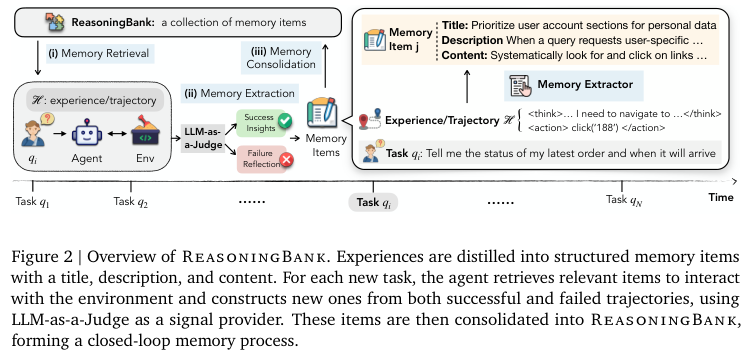 ReasoningBank: a collection of memory items
(i) Memory Retrieval
(iii) Memory
Consolidation
(ii) Memory Extraction
ℋ: experience/trajectory
q_i
Agent
Env
LLM-as-
a-Judge
Success
Insights
Failure
Reflection
Memory
Items
Memory
Item j
Title: Prioritize user account sections for personal data
Description When a query requests user-specific ...
Content: Systematically look for and click on links ...
Memory Extractor
Experience/Trajectory ℋ
<think>... I need to navigate to ...</think>
<action> click('188') </action>
Task q_i: Tell me the status of my latest order and when it will arrive
Task q_1
Task q_2
......
Task q_i
......
Task q_N
Time
Figure 2 | Overview of ReasoningBank. Experiences are distilled into structured memory items
with a title, description, and content. For each new task, the agent retrieves relevant items to interact
with the environment and constructs new ones from both successful and failed trajectories, using
LLM-as-a-Judge as a signal provider. These items are then consolidated into ReasoningBank,
forming a closed-loop memory process.